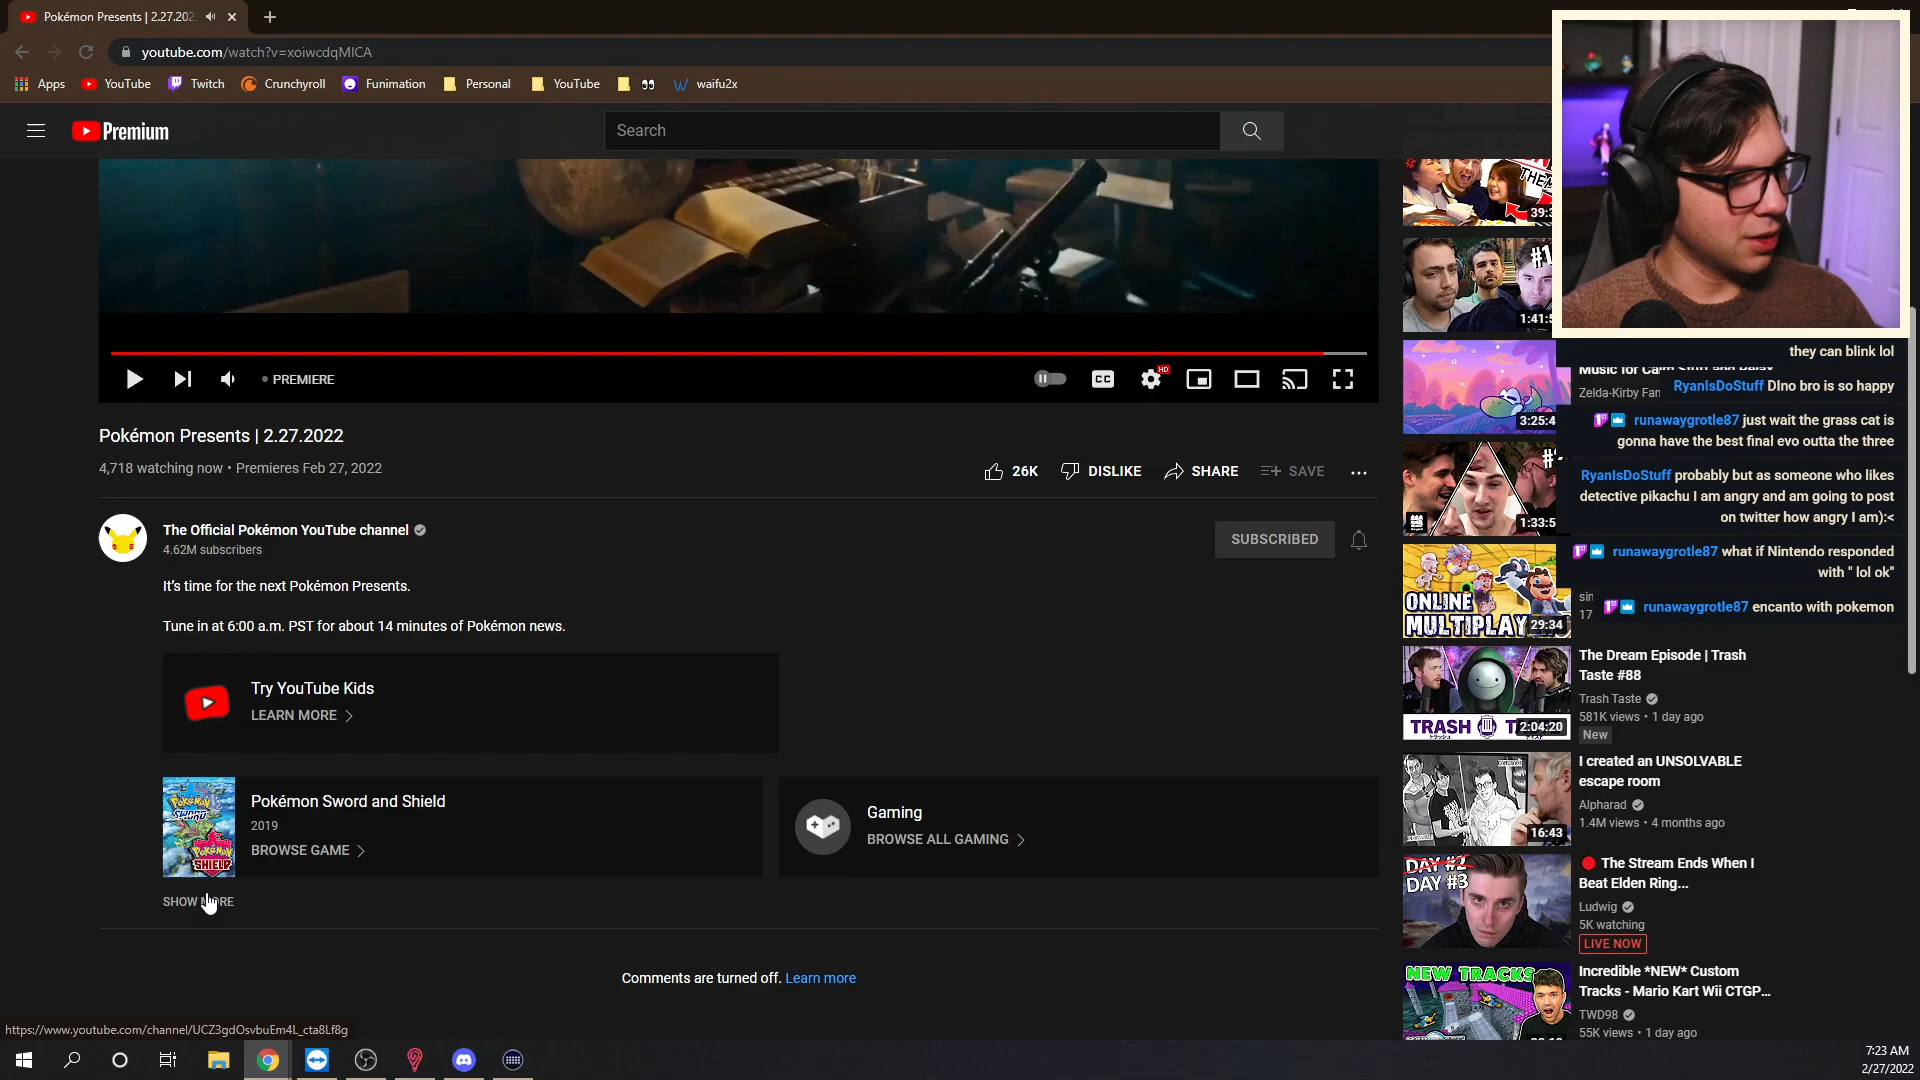 Pokémon Presents | 2.27.202
youtube.com/watch?v=xoiwcdqMICA
Apps YouTube Twitch Crunchyroll Funimation Personal YouTube waifu2x
Premium
Search
PREMIERE
CC
HD
Pokémon Presents | 2.27.2022
4,718 watching now • Premieres Feb 27, 2022
26K DISLIKE SHARE SAVE
The Official Pokémon YouTube channel
4.62M subscribers
SUBSCRIBED
It's time for the next Pokémon Presents.
Tune in at 6:00 a.m. PST for about 14 minutes of Pokémon news.
Try YouTube Kids
LEARN MORE
Pokémon Sword and Shield
2019
BROWSE GAME
POKÉMON
SHIELD
Gaming
BROWSE ALL GAMING
SHOW MORE
Comments are turned off. Learn more
https://www.youtube.com/channel/UCZ3gdOsvbuEm4L_cta8Lf8g
THEM
39:3
#1
1:41:5
3:25:4
Zelda-Kirby Fan
1:33:5
ONLINE
MULTIPLAY
29:34
sin
17
they can blink lol
RyanIsDoStuff DIno bro is so happy
runawaygrotle87 just wait the grass cat is
gonna have the best final evo outta the three
RyanIsDoStuff probably but as someone who likes
detective pikachu I am angry and am going to post
on twitter how angry I am):<
runawaygrotle87 what if Nintendo responded
with " lol ok"
runawaygrotle87 encanto with pokemon
TRASH T
2:04:20
The Dream Episode | Trash
Taste #88
Trash Taste
581K views • 1 day ago
New
16:43
I created an UNSOLVABLE
escape room
Alpharad
1.4M views • 4 months ago
DAY #2
DAY #3
The Stream Ends When I
Beat Elden Ring...
Ludwig
5K watching
LIVE NOW
NEW TRACKS
Incredible *NEW* Custom
Tracks - Mario Kart Wii CTGP...
TWD98
55K views • 1 day ago
7:23 AM
2/27/2022